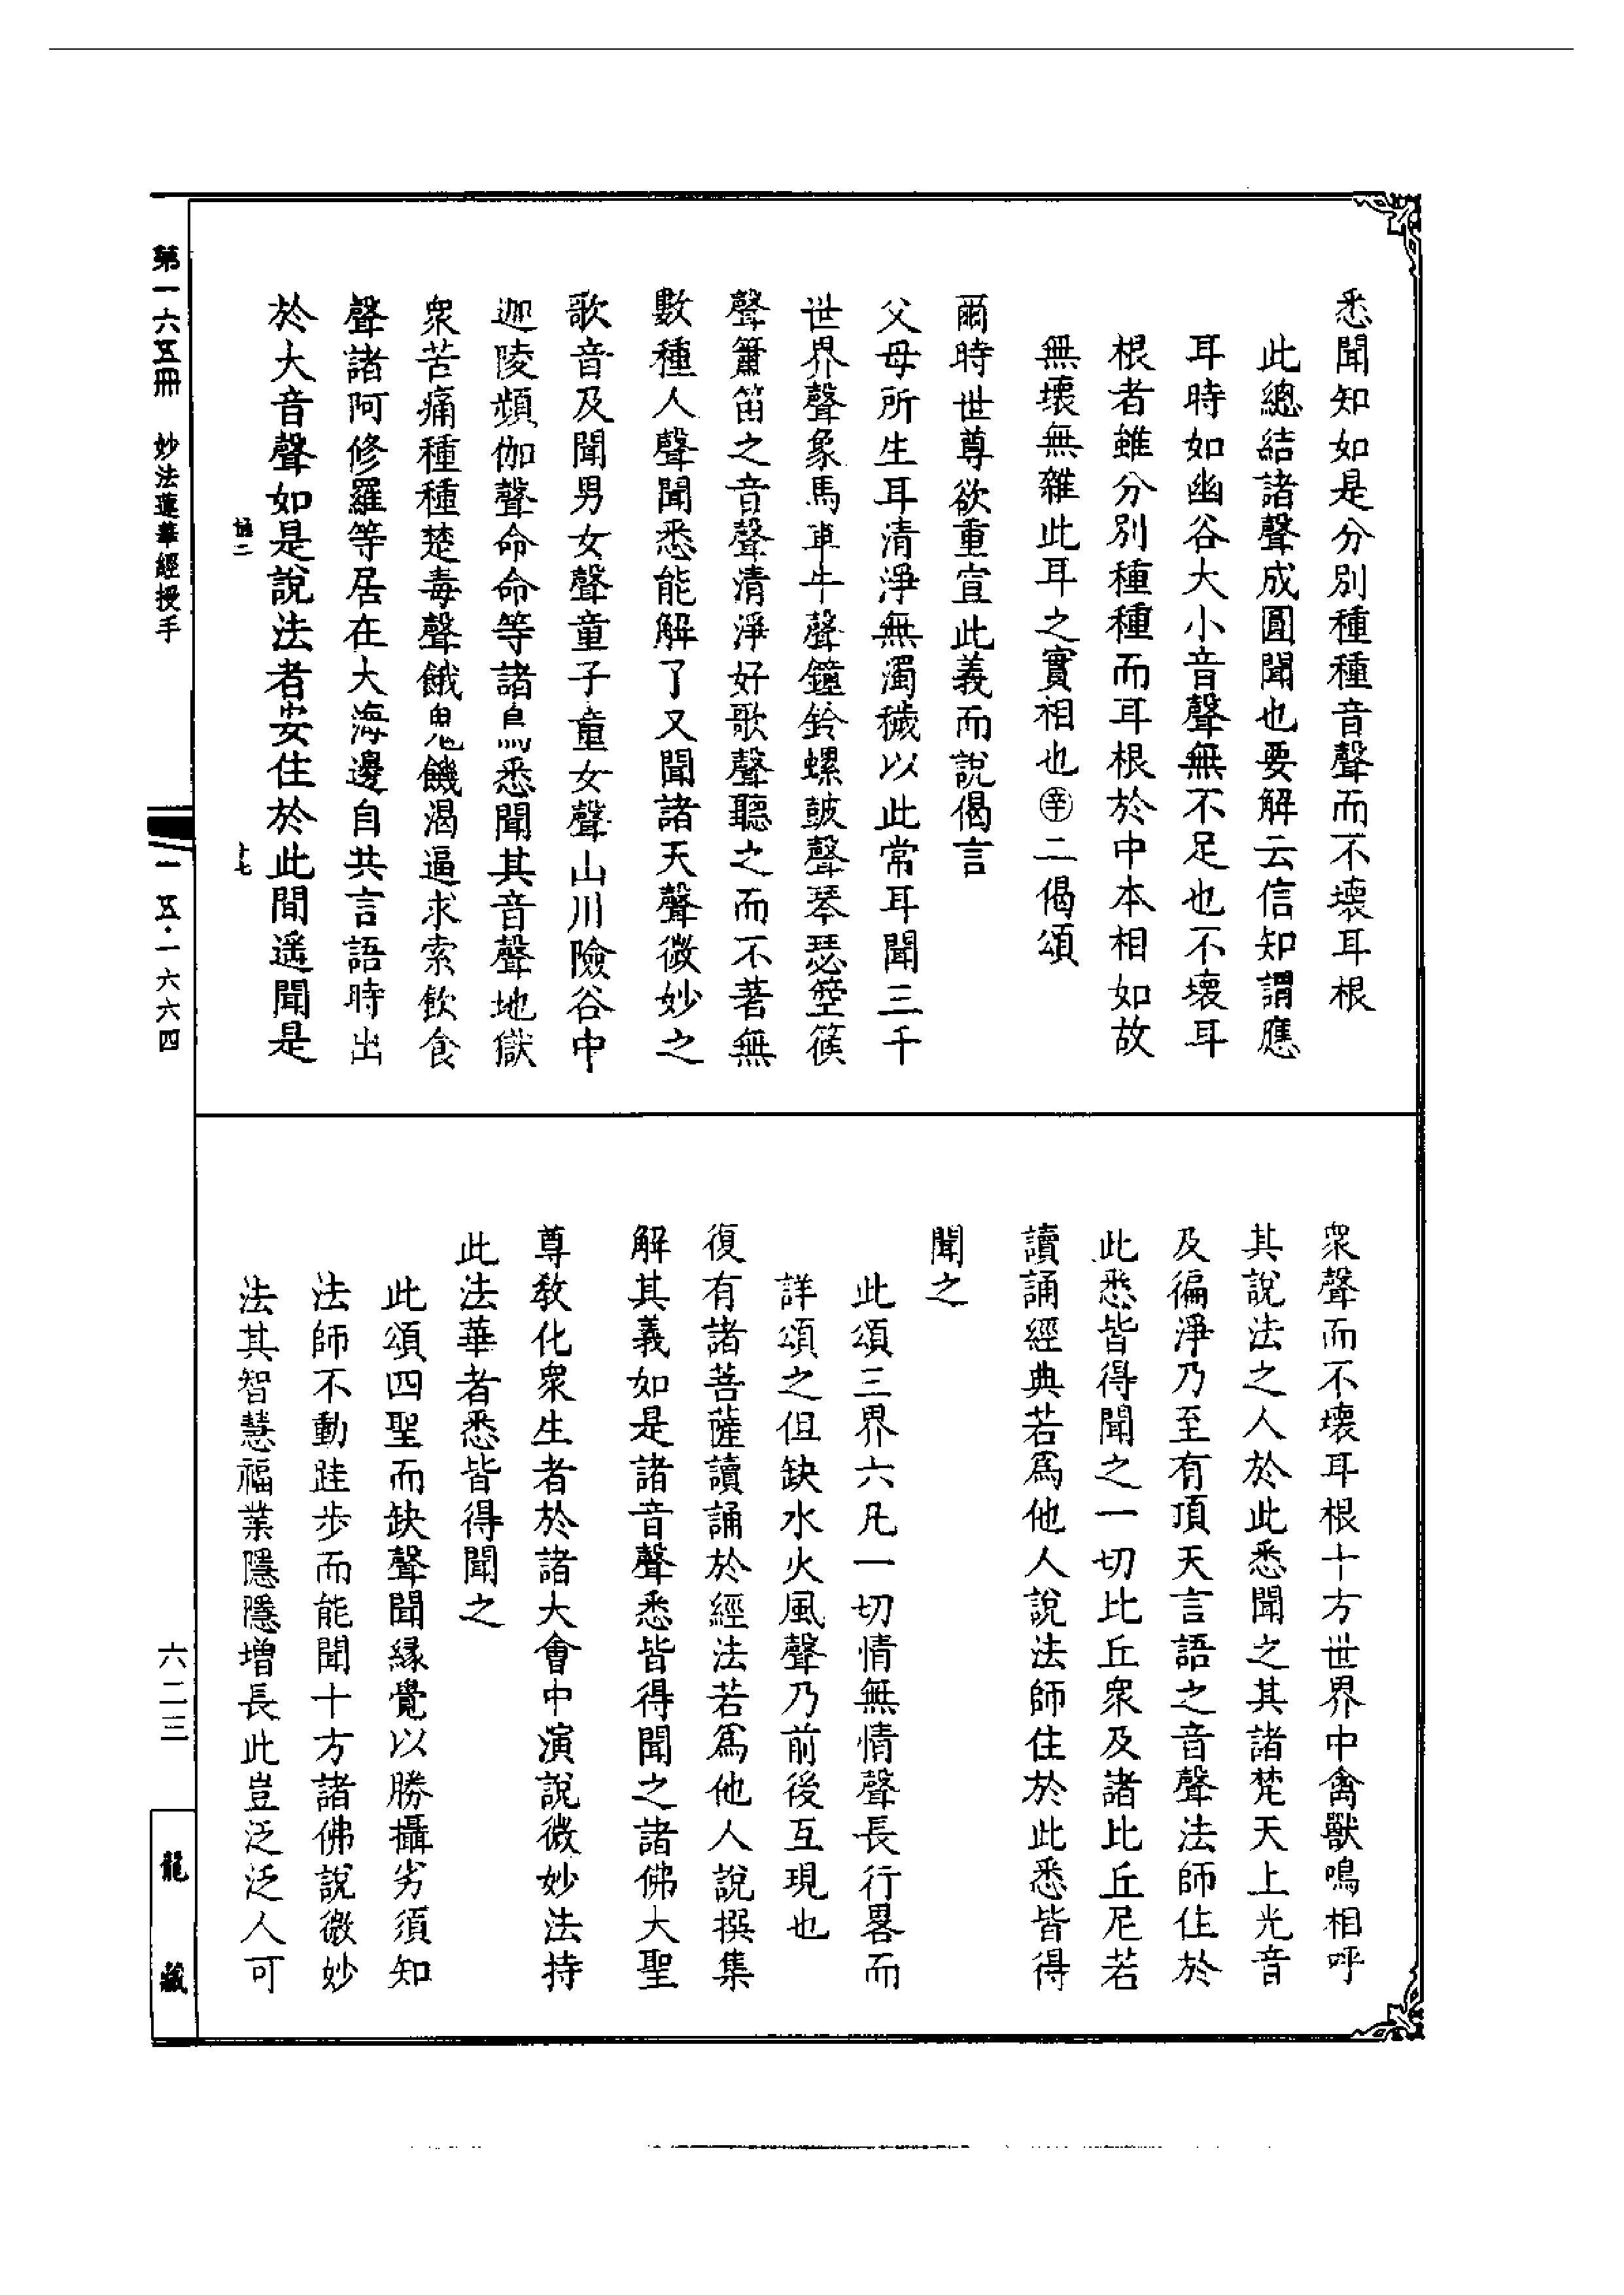 悉聞知如是分別種種音聲而不壞耳根
此總結諸聲成圓聞也要解云信知謂應
耳時如幽谷大小音聲無不足也不壞耳
根者雖分別種種而耳根於中本相如故
無壞無雜此耳之實相也㊛二偈頌
爾時世尊欲重宣此義而說偈言
父母所生耳清淨無濁穢以此常耳聞三千
世界聲象馬車牛聲鐘鈴螺皷聲琴瑟箜篌
聲簫笛之音聲清淨好歌聲聽之而不著無
數種人聲聞悉能解了又聞諸天聲微妙之
歌音及聞男女聲童子童女聲山川險谷中
迦陵頻伽聲命命等諸鳥悉聞其音聲地獄
衆苦痛種種楚毒聲餓鬼饑渴逼求索飲食
聲諸阿修羅等居在大海邊自共言語時出
於大音聲如是說法者安住於此間遥聞是
衆聲而不壞耳根十方世界中禽獸鳴相呼
其說法之人於此悉聞之其諸梵天上光音
及徧淨乃至有頂天言語之音聲法師住於
此悉皆得聞之一切比丘衆及諸比丘尼若
讀誦經典若爲他人說法師住於此悉皆得
聞之
此頌三界六凡一切情無情聲長行畧而
詳頌之但缺水火風聲乃前後互現也
復有諸菩薩讀誦於經法若爲他人說撰集
解其義如是諸音聲悉皆得聞之諸佛大聖
尊教化衆生者於諸大會中演說微妙法持
此法華者悉皆得聞之
此頌四聖而缺聲聞緣覺以勝攝劣須知
法師不動跬步而能聞十方諸佛說微妙
法其智慧福業隱隱增長此豈泛泛人可
第一六五冊 妙法蓮華經授手
一五·一六六四
六二三
龍藏